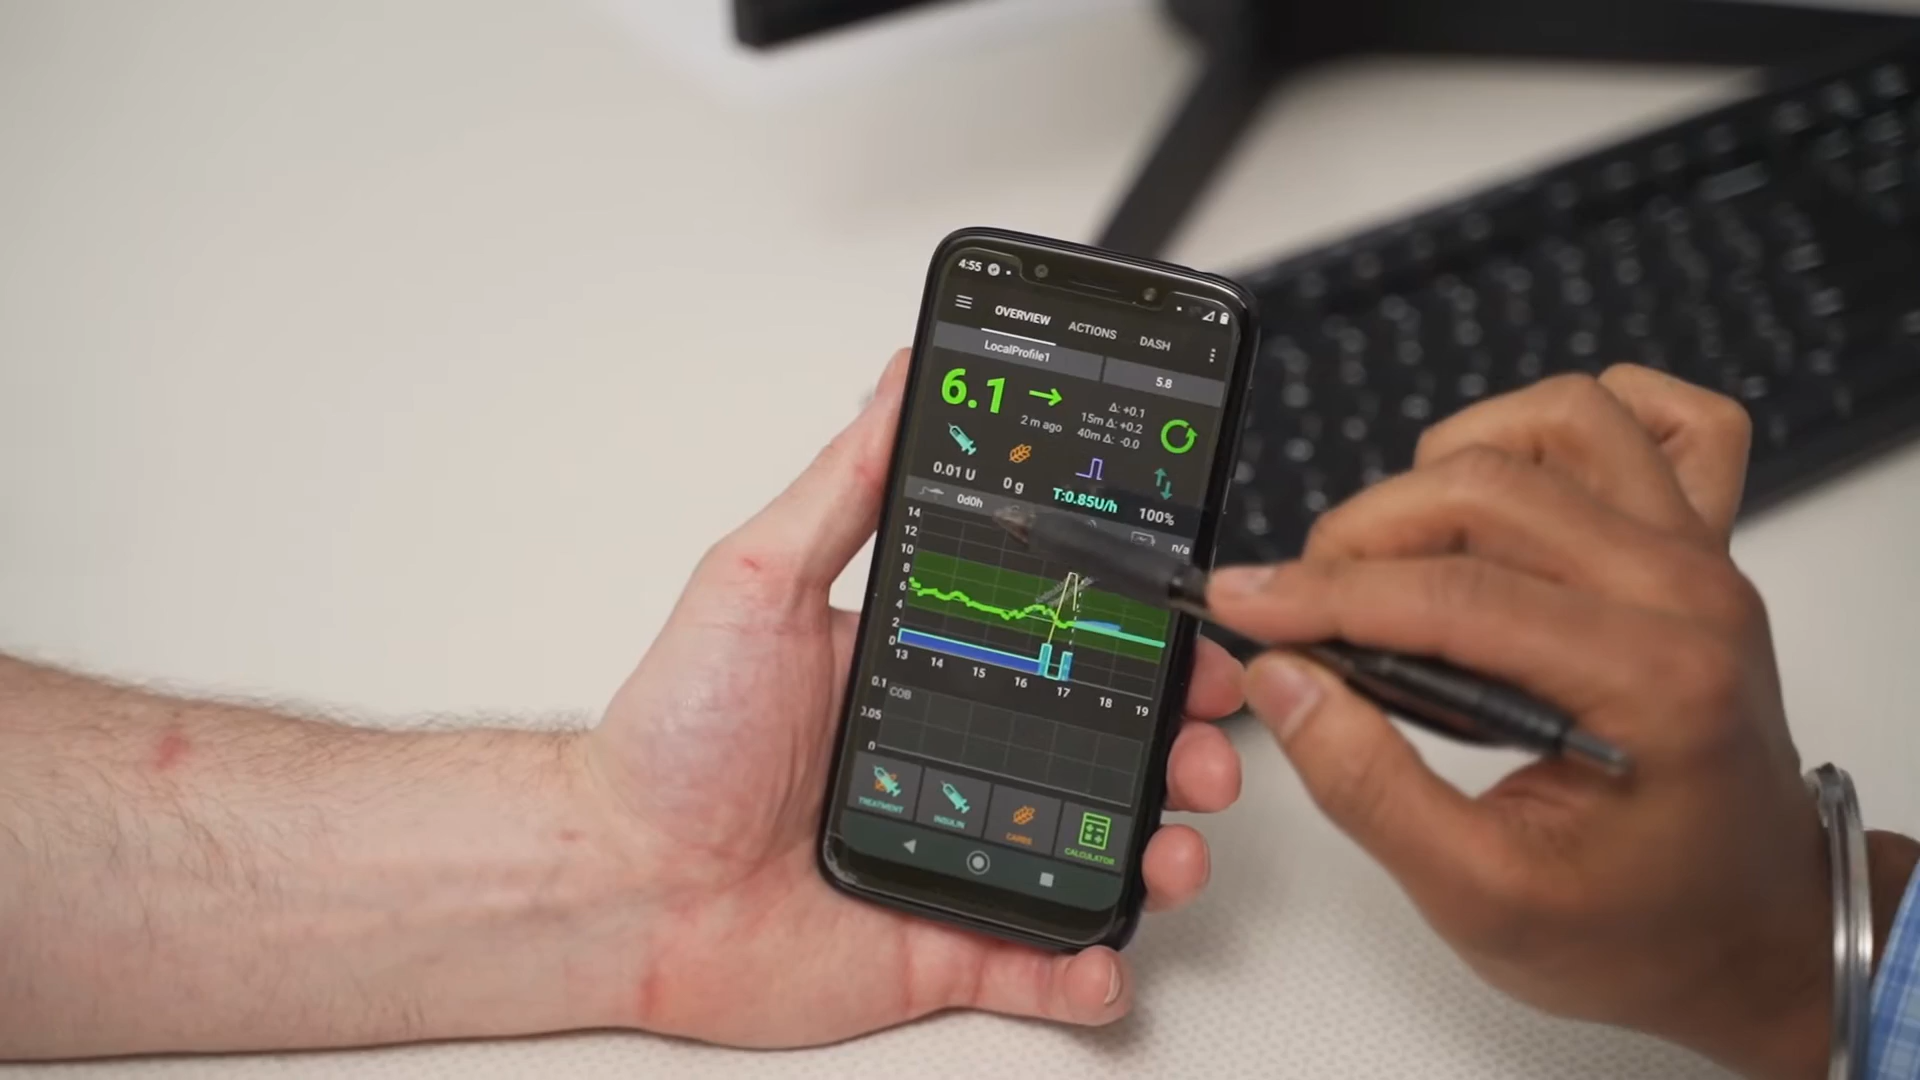 4:55
OVERVIEW ACTIONS DASH
LocalProfile1 5.8
6.1 → Δ: +0.1
2 m ago 15m Δ: +0.2
40m Δ: -0.0
0.01 U 0 g T:0.85U/h 100%
0d0h n/a
14
12
10
8
6
4
2
0
13 14 15 16 17 18 19
0.1 COB
0.05
0
TREATMENT INSULIN CARBS CALCULATOR